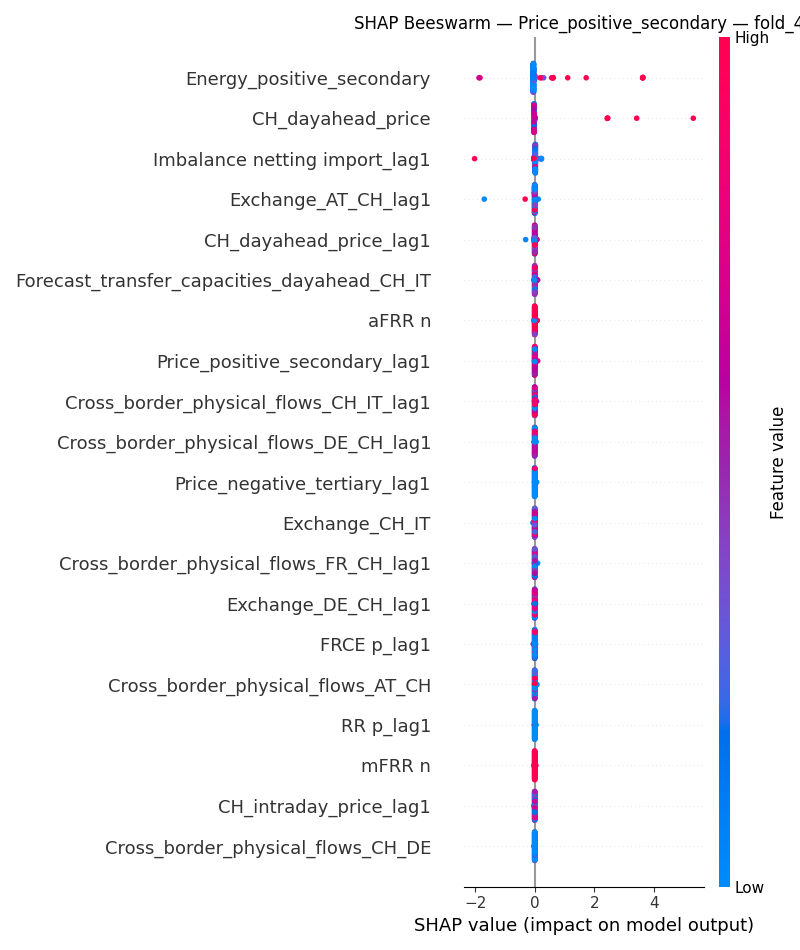 SHAP Beeswarm — Price_positive_secondary — fold_4
High
Energy_positive_secondary
CH_dayahead_price
Imbalance netting import_lag1
Exchange_AT_CH_lag1
CH_dayahead_price_lag1
Forecast_transfer_capacities_dayahead_CH_IT
aFRR n
Price_positive_secondary_lag1
Cross_border_physical_flows_CH_IT_lag1
Cross_border_physical_flows_DE_CH_lag1
Price_negative_tertiary_lag1
Exchange_CH_IT
Cross_border_physical_flows_FR_CH_lag1
Exchange_DE_CH_lag1
FRCE p_lag1
Cross_border_physical_flows_AT_CH
RR p_lag1
mFRR n
CH_intraday_price_lag1
Cross_border_physical_flows_CH_DE
Feature value
Low
−2 0 2 4
SHAP value (impact on model output)